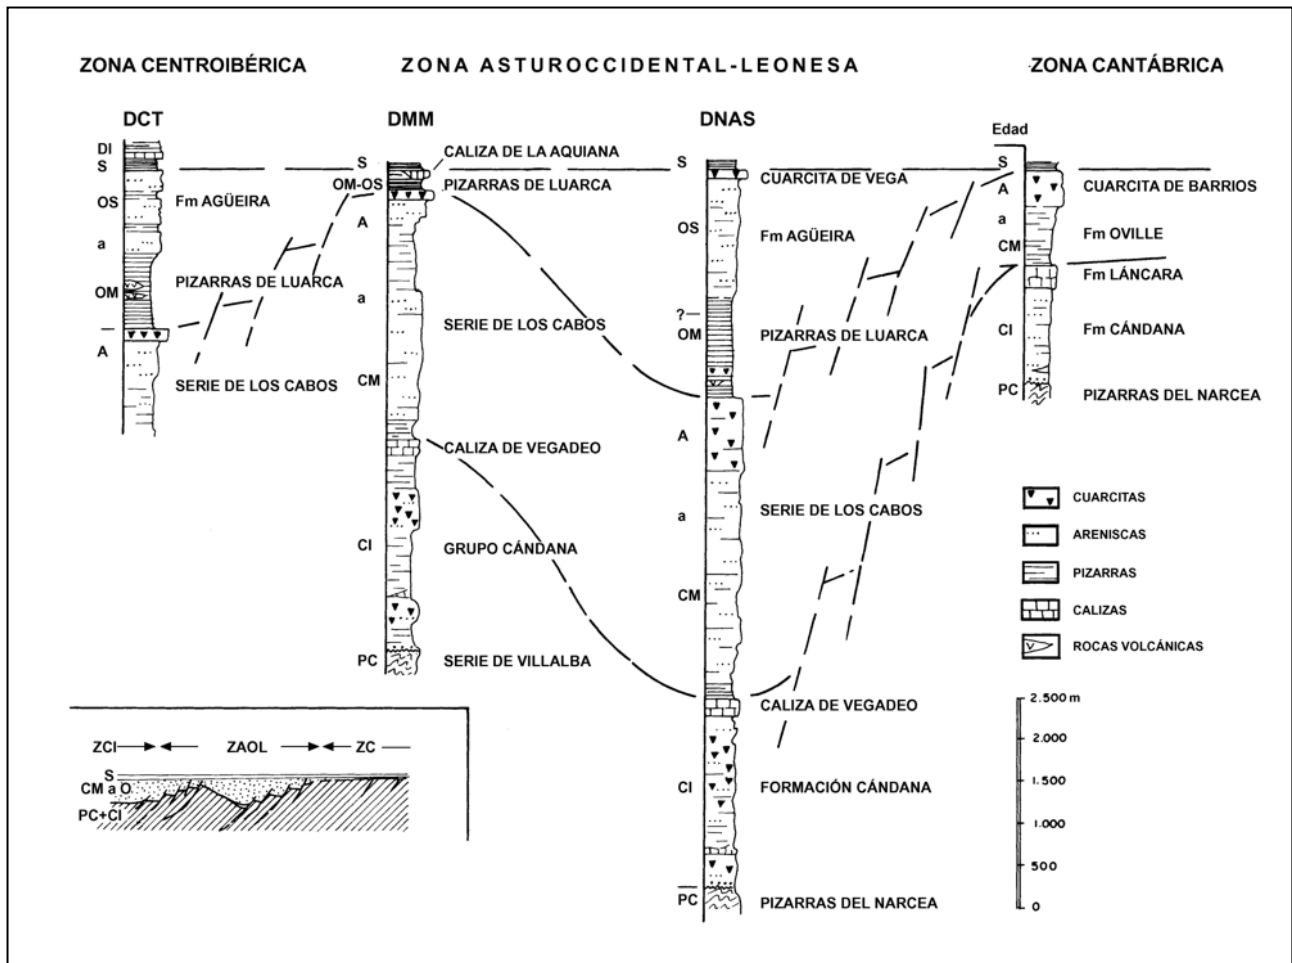 ZONA CENTROIBÉRICA
ZONA ASTUROCCIDENTAL-LEONESA
ZONA CANTÁBRICA
DCT
DI
S
OS
a
OM
A
Fm AGÜEIRA
PIZARRAS DE LUARCA
SERIE DE LOS CABOS
DMM
S
OM-OS
A
a
CM
CI
PC
CALIZA DE LA AQUIANA
PIZARRAS DE LUARCA
SERIE DE LOS CABOS
CALIZA DE VEGADEO
GRUPO CÁNDANA
SERIE DE VILLALBA
DNAS
S
OS
?
OM
A
a
CM
CI
PC
CUARCITA DE VEGA
Fm AGÜEIRA
PIZARRAS DE LUARCA
SERIE DE LOS CABOS
CALIZA DE VEGADEO
FORMACIÓN CÁNDANA
PIZARRAS DEL NARCEA
Edad
S
A
a
CM
CI
PC
CUARCITA DE BARRIOS
Fm OVILLE
Fm LÁNCARA
Fm CÁNDANA
PIZARRAS DEL NARCEA
CUARCITAS
ARENISCAS
PIZARRAS
CALIZAS
V ROCAS VOLCÁNICAS
2.500 m
2.000
1.500
1.000
500
0
ZCI ZAOL ZC
S
CM a O
PC+CI